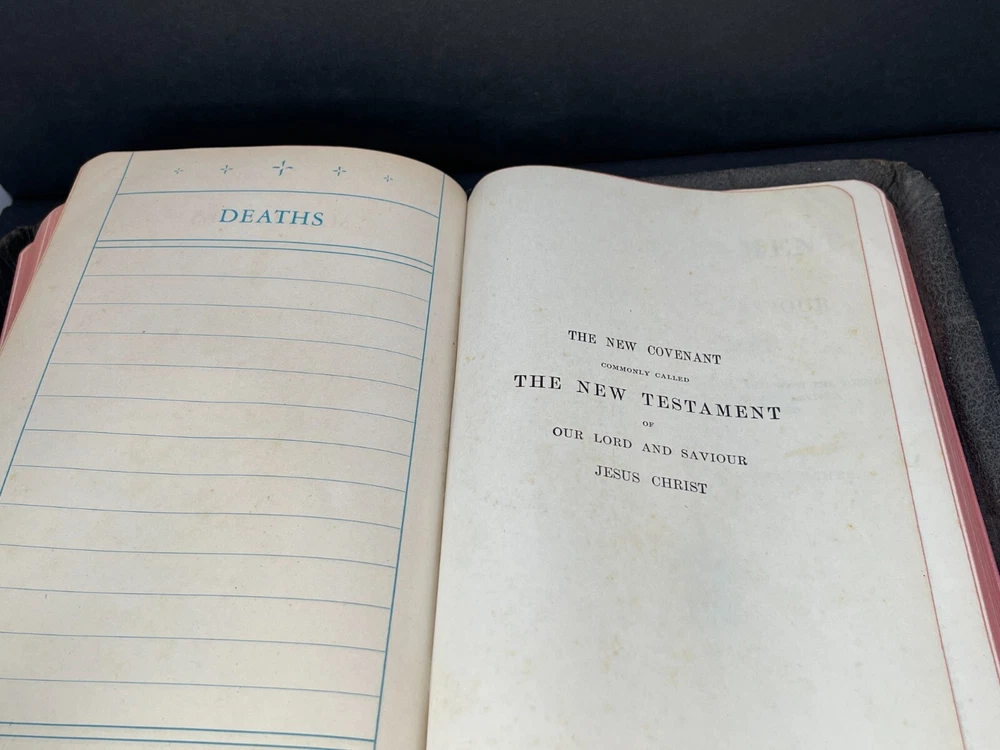 DEATHS
THE NEW COVENANT
COMMONLY CALLED
THE NEW TESTAMENT
OF
OUR LORD AND SAVIOUR
JESUS CHRIST